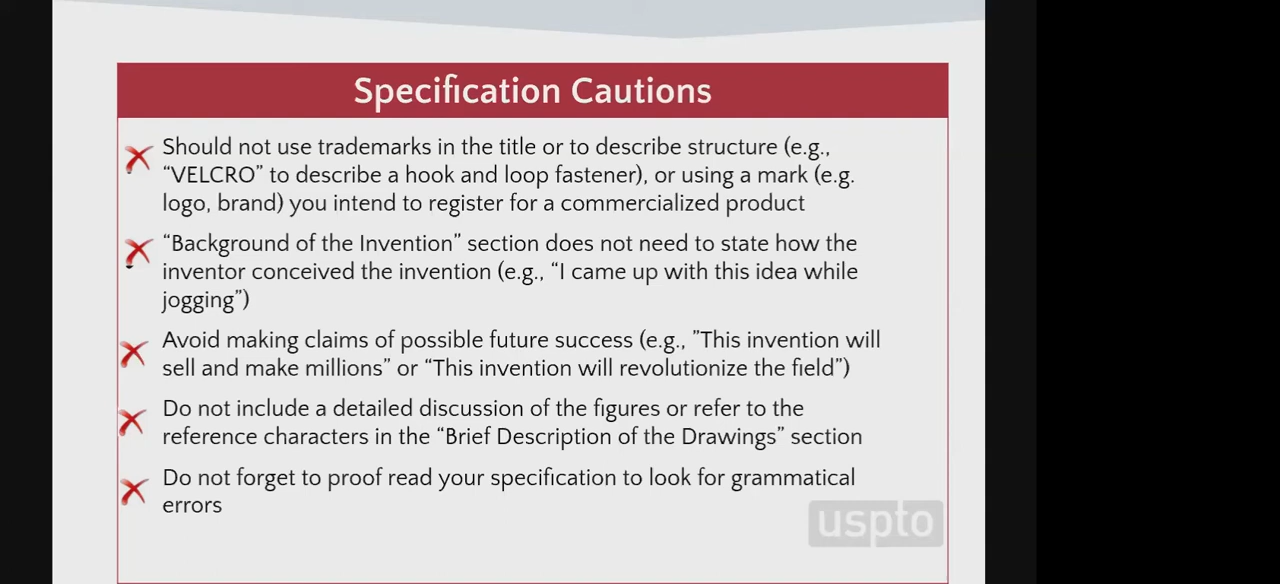 Specification Cautions
Should not use trademarks in the title or to describe structure (e.g.,
“VELCRO” to describe a hook and loop fastener), or using a mark (e.g.
logo, brand) you intend to register for a commercialized product
“Background of the Invention” section does not need to state how the
inventor conceived the invention (e.g., “I came up with this idea while
jogging”)
Avoid making claims of possible future success (e.g., ”This invention will
sell and make millions” or “This invention will revolutionize the field”)
Do not include a detailed discussion of the figures or refer to the
reference characters in the “Brief Description of the Drawings” section
Do not forget to proof read your specification to look for grammatical
errors
uspto